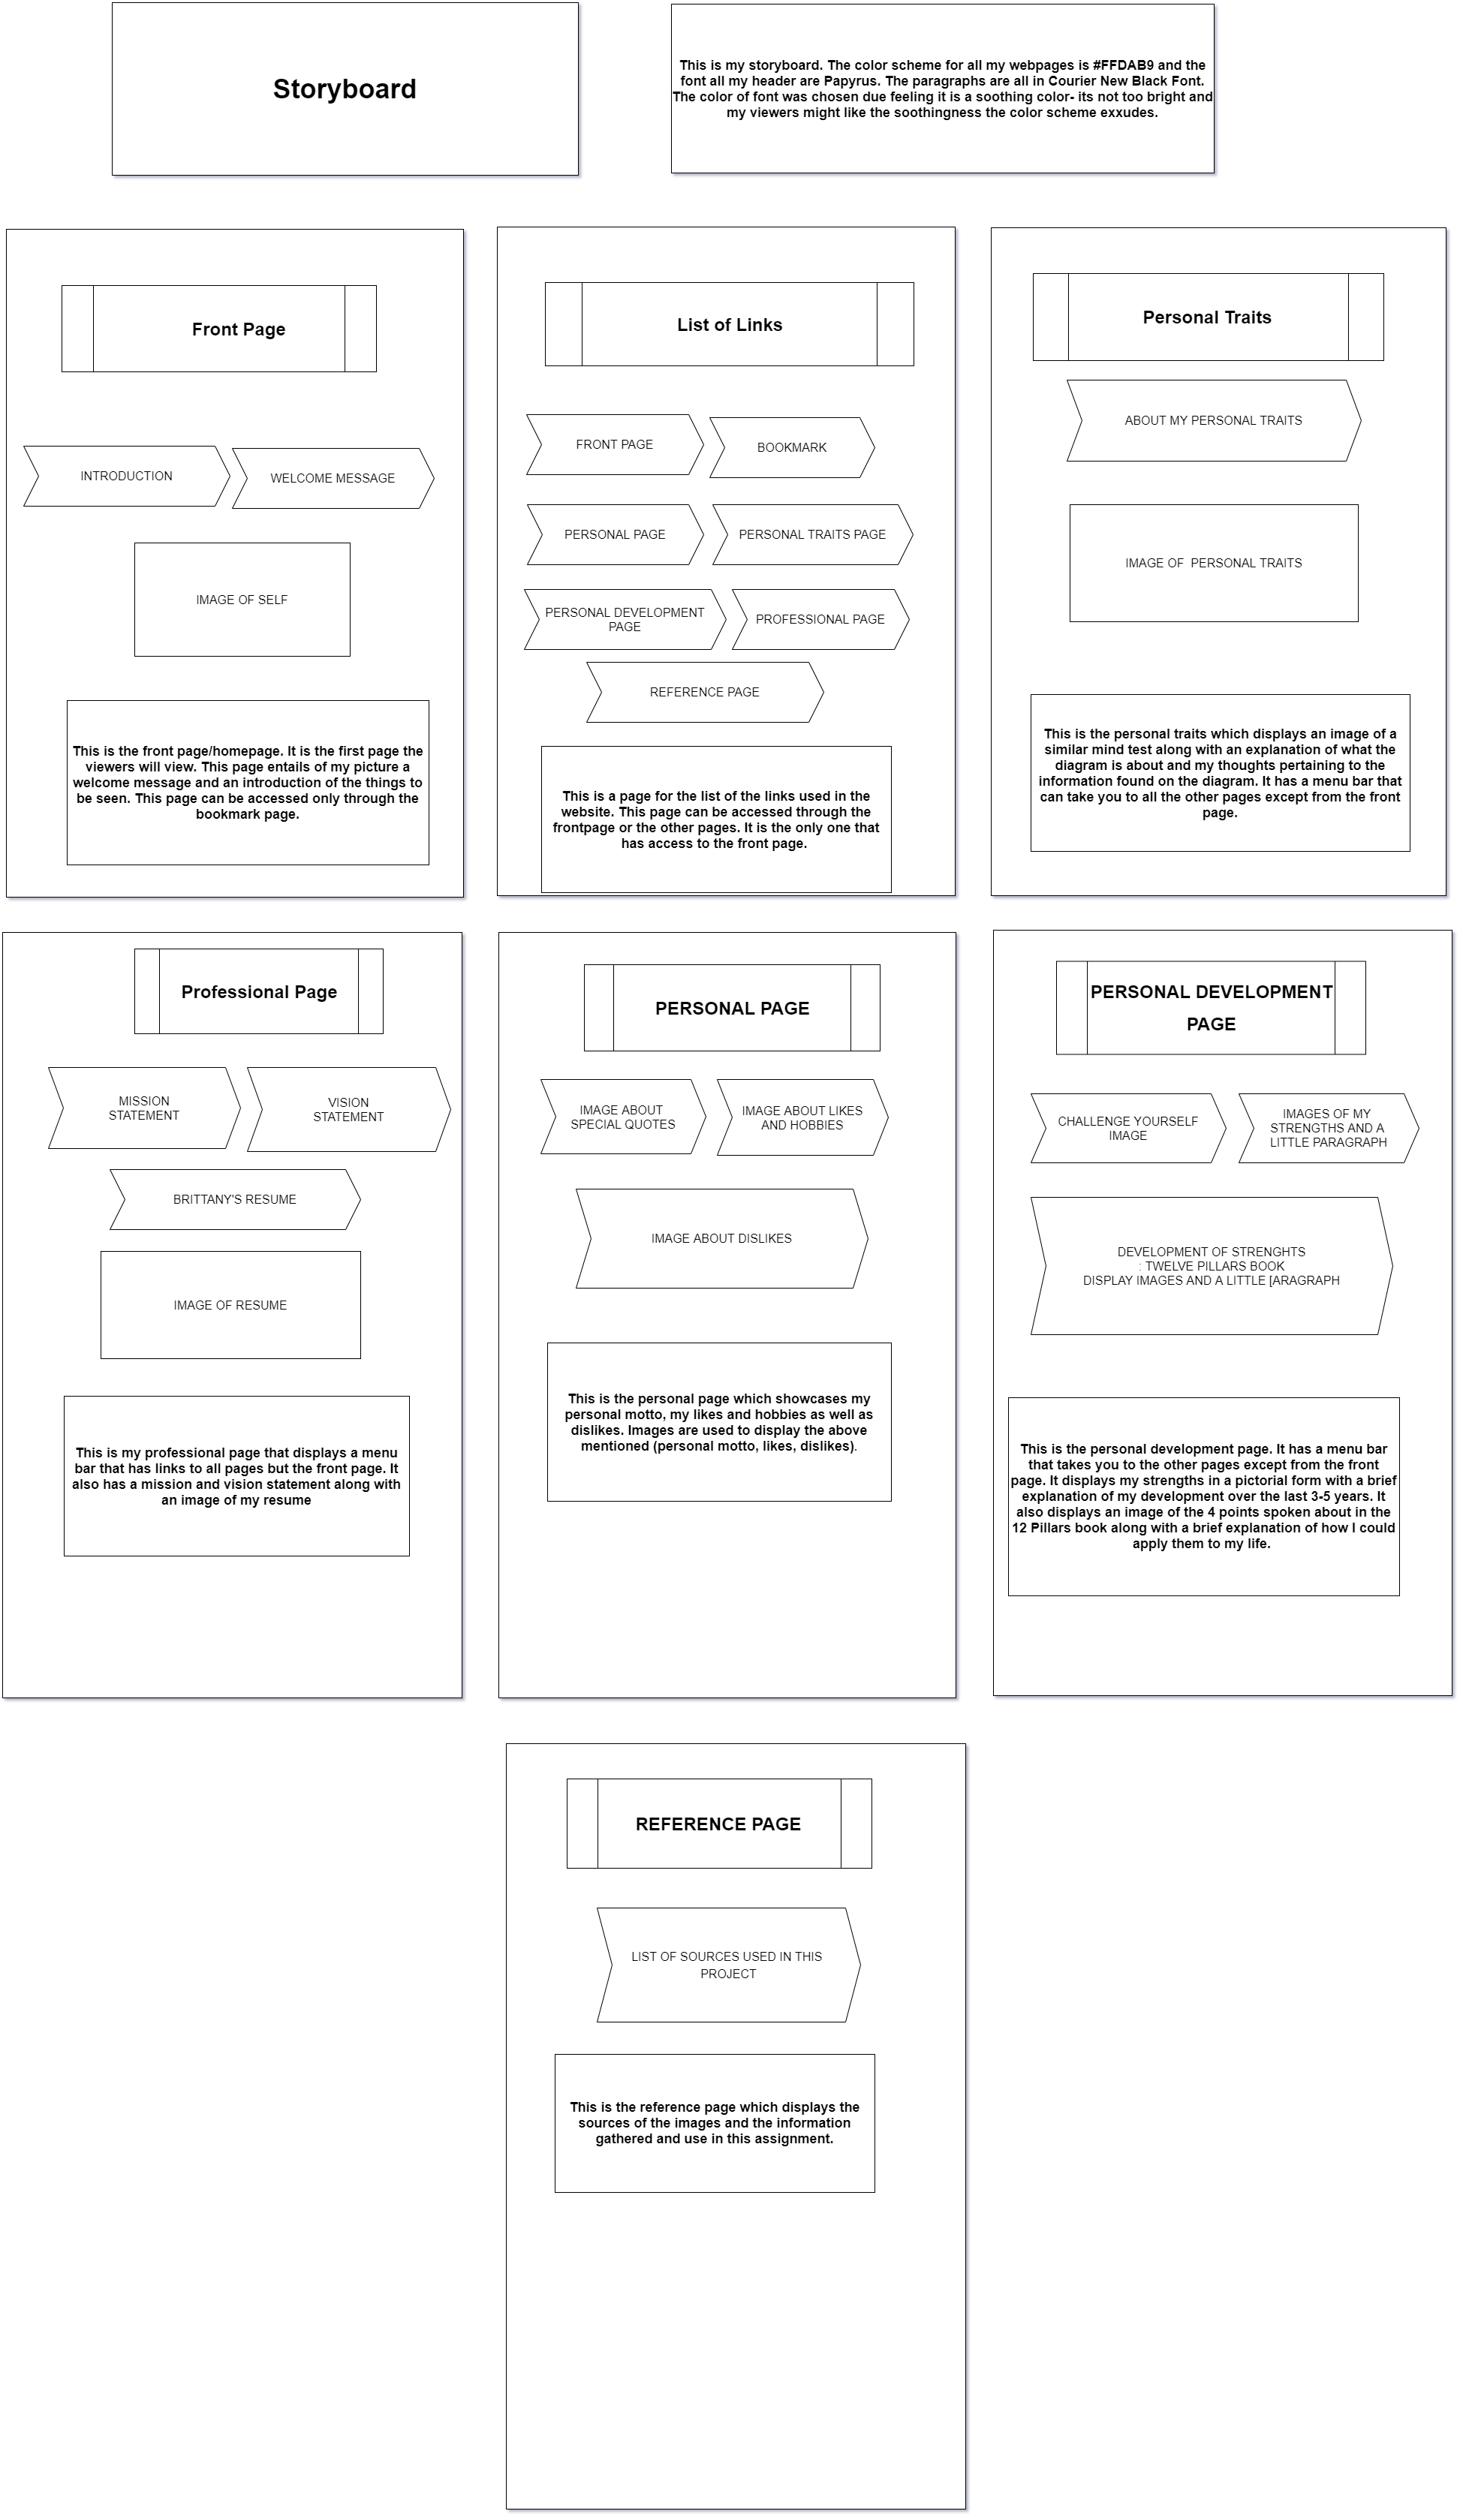 Storyboard
This is my storyboard. The color scheme for all my webpages is #FFDAB9 and the
font all my header are Papyrus. The paragraphs are all in Courier New Black Font.
The color of font was chosen due feeling it is a soothing color- its not too bright and
my viewers might like the soothingness the color scheme exxudes.
Front Page
INTRODUCTION
WELCOME MESSAGE
IMAGE OF SELF
This is the front page/homepage. It is the first page the
viewers will view. This page entails of my picture a
welcome message and an introduction of the things to
be seen. This page can be accessed only through the
bookmark page.
List of Links
FRONT PAGE
BOOKMARK
PERSONAL PAGE
PERSONAL TRAITS PAGE
PERSONAL DEVELOPMENT
PAGE
PROFESSIONAL PAGE
REFERENCE PAGE
This is a page for the list of the links used in the
website. This page can be accessed through the
frontpage or the other pages. It is the only one that
has access to the front page.
Personal Traits
ABOUT MY PERSONAL TRAITS
IMAGE OF  PERSONAL TRAITS
This is the personal traits which displays an image of a
similar mind test along with an explanation of what the
diagram is about and my thoughts pertaining to the
information found on the diagram. It has a menu bar that
can take you to all the other pages except from the front
page.
Professional Page
MISSION
STATEMENT
VISION
STATEMENT
BRITTANY'S RESUME
IMAGE OF RESUME
This is my professional page that displays a menu
bar that has links to all pages but the front page. It
also has a mission and vision statement along with
an image of my resume
PERSONAL PAGE
IMAGE ABOUT
SPECIAL QUOTES
IMAGE ABOUT LIKES
AND HOBBIES
IMAGE ABOUT DISLIKES
This is the personal page which showcases my
personal motto, my likes and hobbies as well as
dislikes. Images are used to display the above
mentioned (personal motto, likes, dislikes).
PERSONAL DEVELOPMENT
PAGE
CHALLENGE YOURSELF
IMAGE
IMAGES OF MY
STRENGTHS AND A
LITTLE PARAGRAPH
DEVELOPMENT OF STRENGHTS
: TWELVE PILLARS BOOK
DISPLAY IMAGES AND A LITTLE [ARAGRAPH
This is the personal development page. It has a menu bar
that takes you to the other pages except from the front
page. It displays my strengths in a pictorial form with a brief
explanation of my development over the last 3-5 years. It
also displays an image of the 4 points spoken about in the
12 Pillars book along with a brief explanation of how I could
apply them to my life.
REFERENCE PAGE
LIST OF SOURCES USED IN THIS
PROJECT
This is the reference page which displays the
sources of the images and the information
gathered and use in this assignment.